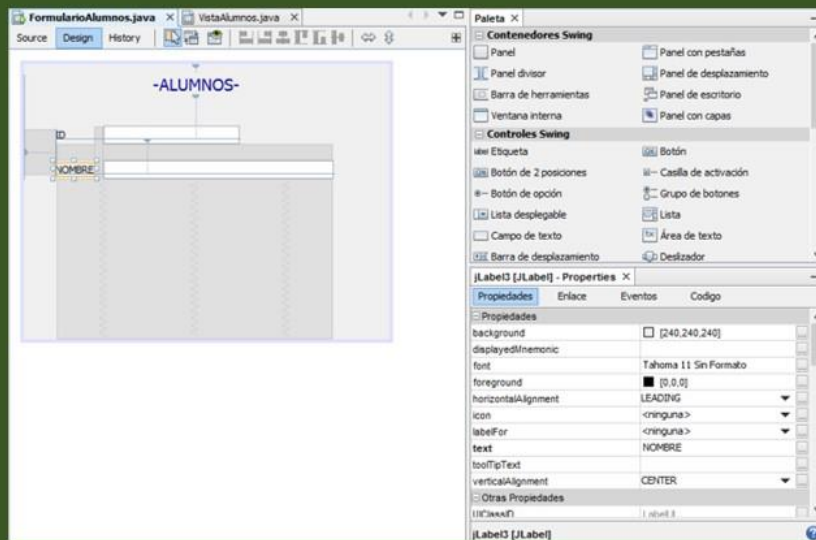 FormularioAlumnos.java VistaAlumnos.java
Source Design History
-ALUMNOS-
ID
NOMBRE
Paleta
Contenedores Swing
Panel Panel con pestañas
Panel divisor Panel de desplazamiento
Barra de herramientas Panel de escritorio
Ventana interna Panel con capas
Controles Swing
label Etiqueta OK Botón
Botón de 2 posiciones Casilla de activación
Botón de opción Grupo de botones
Lista desplegable Lista
Campo de texto Área de texto
Barra de desplazamiento Deslizador
jLabel3 [JLabel] - Properties
Propiedades Enlace Eventos Codigo
Propiedades
background [240,240,240]
displayedMnemonic
font Tahoma 11 Sin Formato
foreground [0,0,0]
horizontalAlignment LEADING
icon <ninguna>
labelFor <ninguna>
text NOMBRE
toolTipText
verticalAlignment CENTER
Otras Propiedades
UIClassID LabelUI
jLabel3 [JLabel]